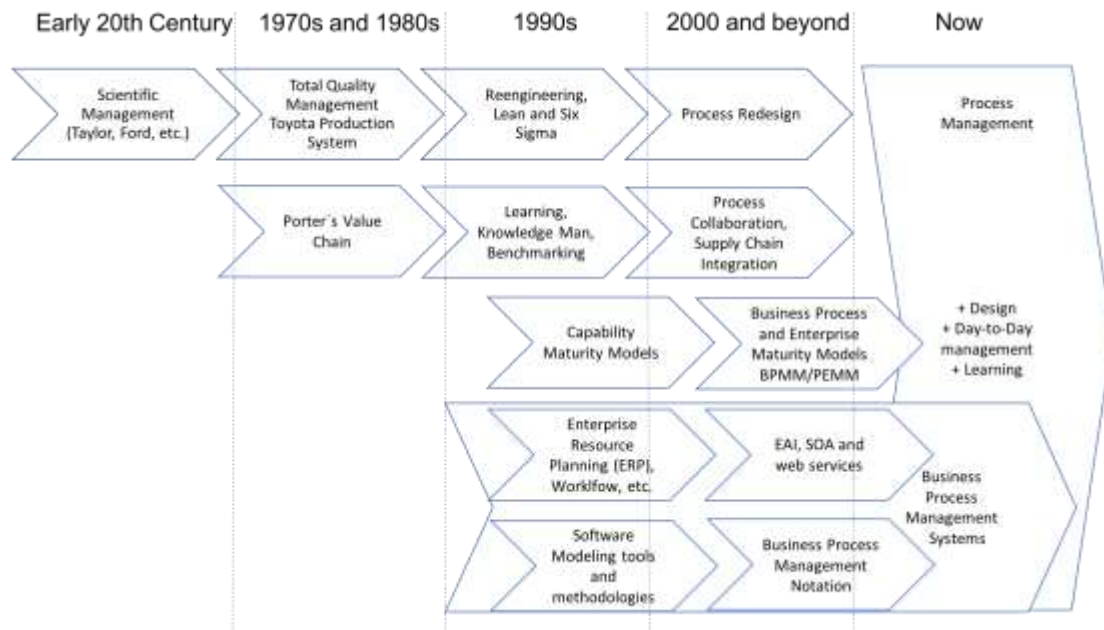 Early 20th Century
1970s and 1980s
1990s
2000 and beyond
Now
Scientific
Management
(Taylor, Ford, etc.)
Total Quality
Management
Toyota Production
System
Reengineering,
Lean and Six
Sigma
Process Redesign
Process
Management
Porter´s Value
Chain
Learning,
Knowledge Man,
Benchmarking
Process
Collaboration,
Supply Chain
Integration
Capability
Maturity Models
Business Process
and Enterprise
Maturity Models
BPMM/PEMM
+ Design
+ Day-to-Day
management
+ Learning
Enterprise
Resource
Planning (ERP),
Worklfow, etc.
EAI, SOA and
web services
Business
Process
Management
Systems
Software
Modeling tools
and
methodologies
Business Process
Management
Notation